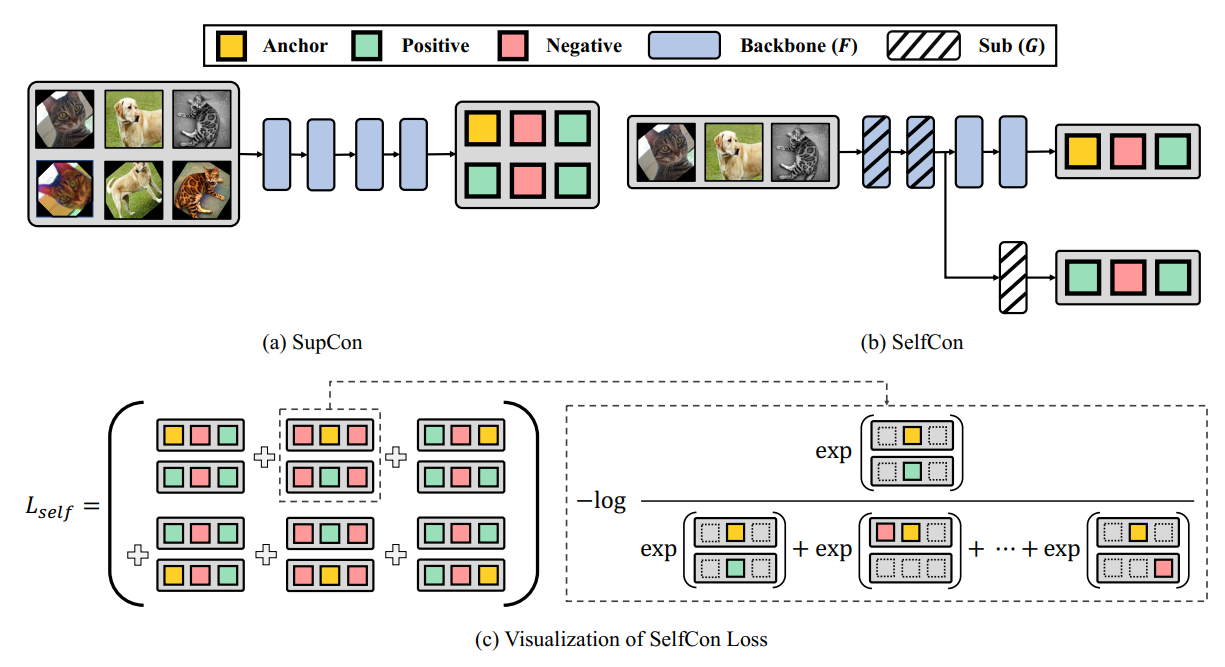 Anchor Positive Negative Backbone (F) Sub (G)
(a) SupCon
(b) SelfCon
L_self =
−log
exp
exp + exp + ··· + exp
(c) Visualization of SelfCon Loss